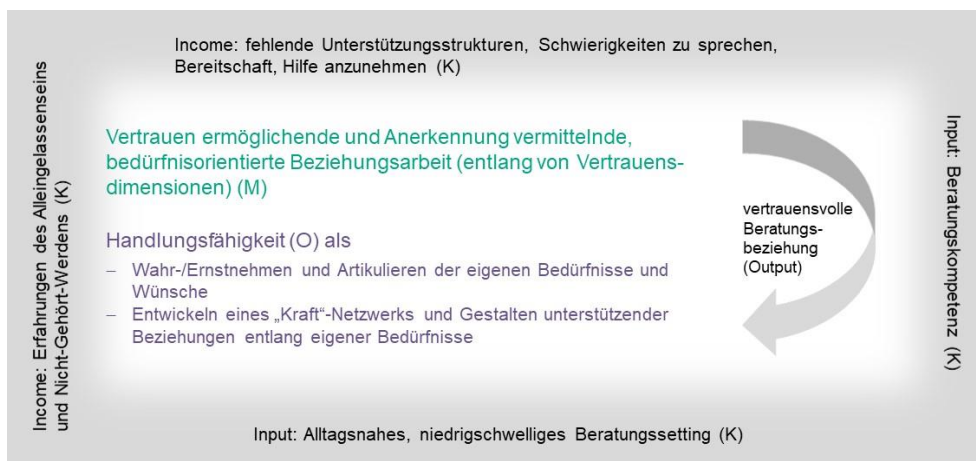 Income: fehlende Unterstützungsstrukturen, Schwierigkeiten zu sprechen,
Bereitschaft, Hilfe anzunehmen (K)
Income: Erfahrungen des Alleingelassenseins
und Nicht-Gehört-Werdens (K)
Vertrauen ermöglichende und Anerkennung vermittelnde,
bedürfnisorientierte Beziehungsarbeit (entlang von Vertrauens-
dimensionen) (M)
Handlungsfähigkeit (O) als
– Wahr-/Ernstnehmen und Artikulieren der eigenen Bedürfnisse und
Wünsche
– Entwickeln eines „Kraft“-Netzwerks und Gestalten unterstützender
Beziehungen entlang eigener Bedürfnisse
vertrauensvolle
Beratungs-
beziehung
(Output)
Input: Beratungskompetenz (K)
Input: Alltagsnahes, niedrigschwelliges Beratungssetting (K)